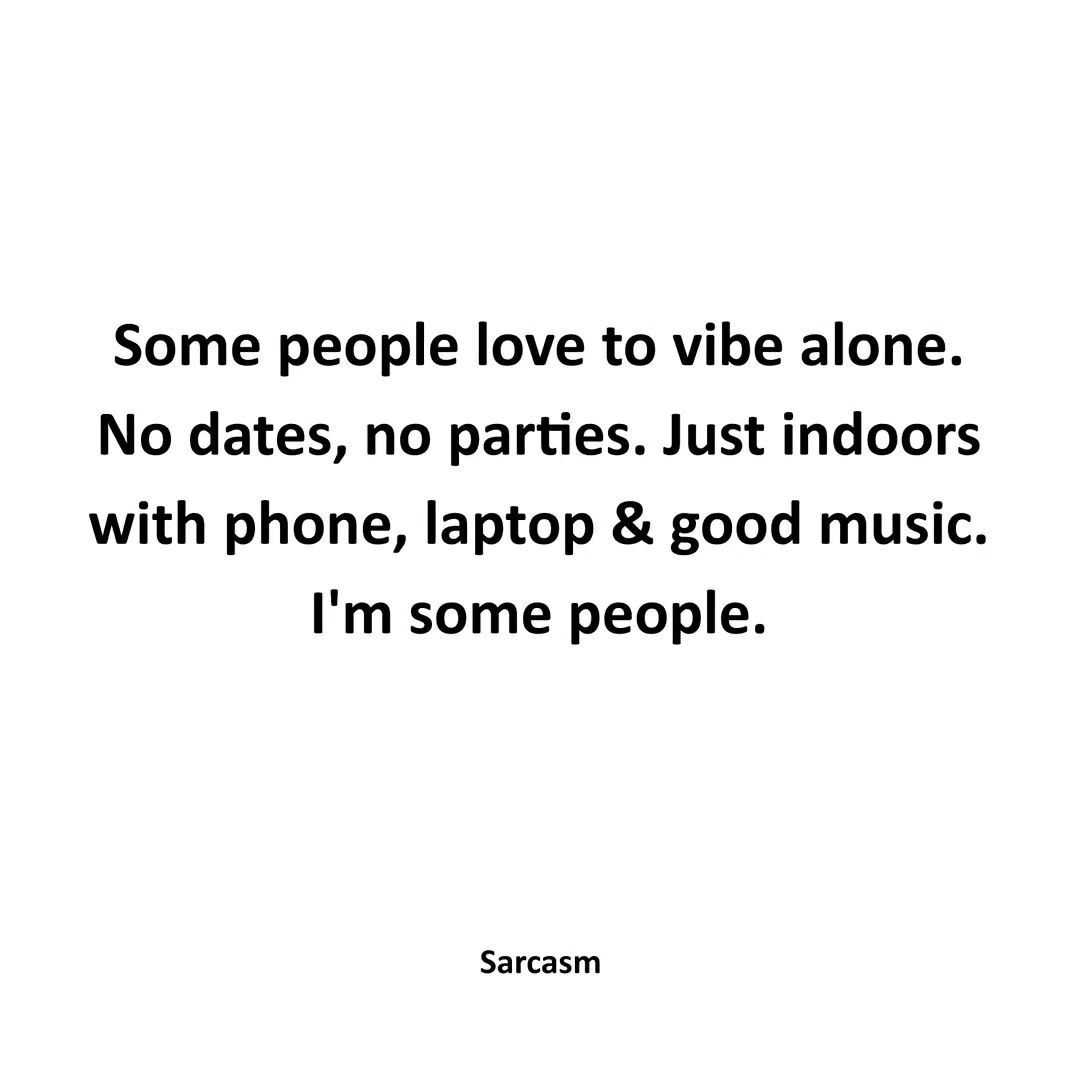 Some people love to vibe alone.
No dates, no parties. Just indoors
with phone, laptop & good music.
I'm some people.
Sarcasm